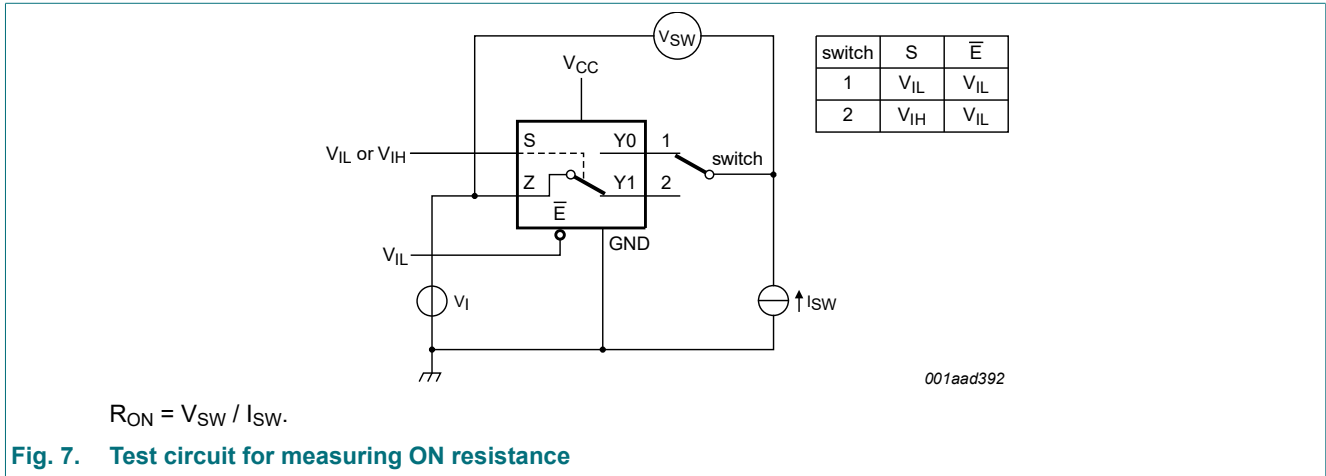 VSW
switch S E̅
1 VIL VIL
2 VIH VIL
VCC
VIL or VIH
S
Y0
1
switch
Z
Y1
2
E̅
GND
VIL
VI
ISW
001aad392
RON = VSW / ISW.
Fig. 7. Test circuit for measuring ON resistance